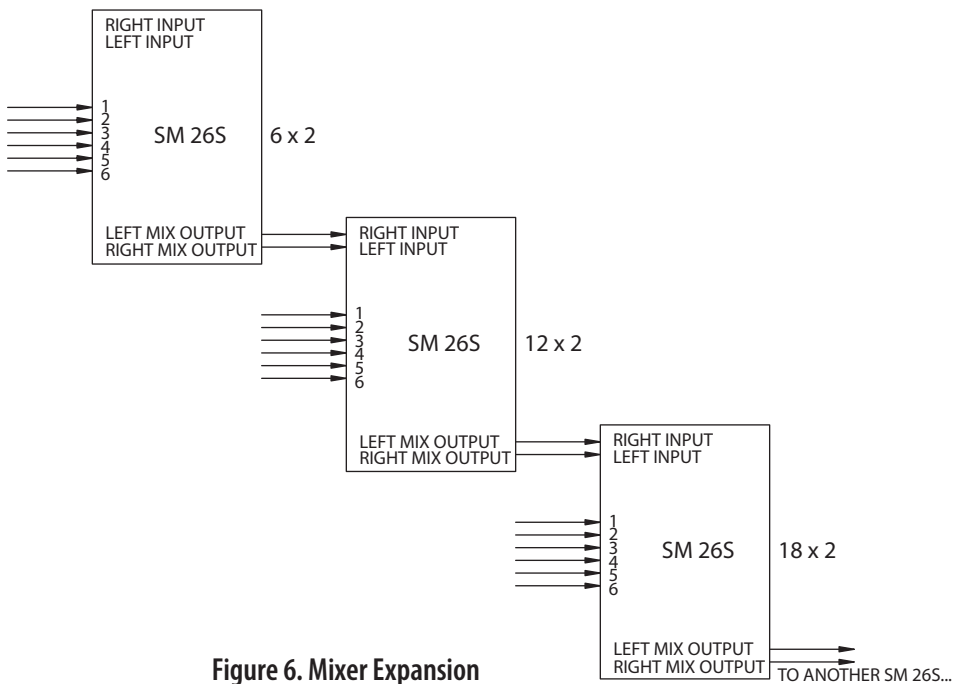 RIGHT INPUT
LEFT INPUT
1
2
3
4
5
6
SM 26S
6 x 2
LEFT MIX OUTPUT
RIGHT MIX OUTPUT
RIGHT INPUT
LEFT INPUT
1
2
3
4
5
6
SM 26S
12 x 2
LEFT MIX OUTPUT
RIGHT MIX OUTPUT
RIGHT INPUT
LEFT INPUT
1
2
3
4
5
6
SM 26S
18 x 2
LEFT MIX OUTPUT
RIGHT MIX OUTPUT
TO ANOTHER SM 26S...
Figure 6. Mixer Expansion